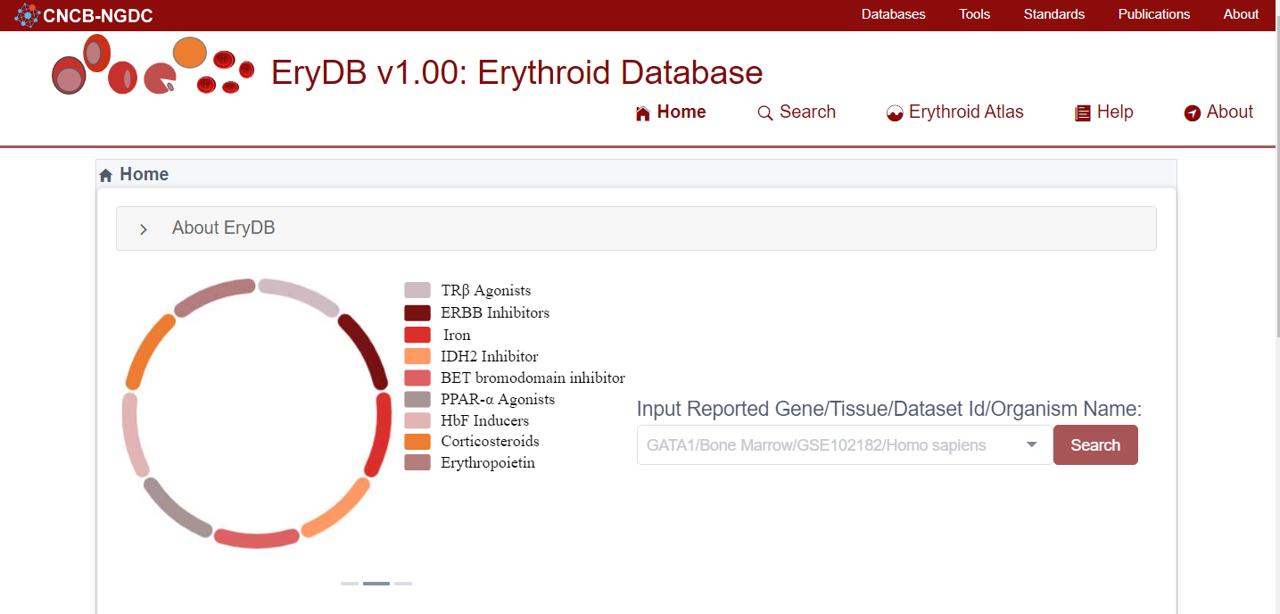 CNCB-NGDC
Databases Tools Standards Publications About
EryDB v1.00: Erythroid Database
Home Search Erythroid Atlas Help About
Home
About EryDB
TRβ Agonists
ERBB Inhibitors
Iron
IDH2 Inhibitor
BET bromodomain inhibitor
PPAR-α Agonists
HbF Inducers
Corticosteroids
Erythropoietin
Input Reported Gene/Tissue/Dataset Id/Organism Name:
GATA1/Bone Marrow/GSE102182/Homo sapiens Search